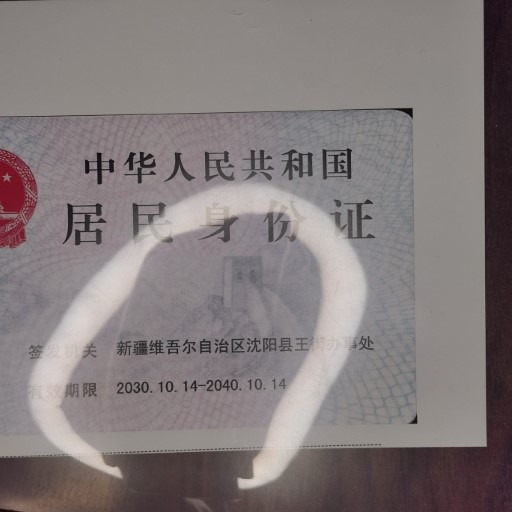 中华人民共和国
居民身份证
签发机关 新疆维吾尔自治区沈阳县王街办事处
有效期限 2030.10.14-2040.10.14